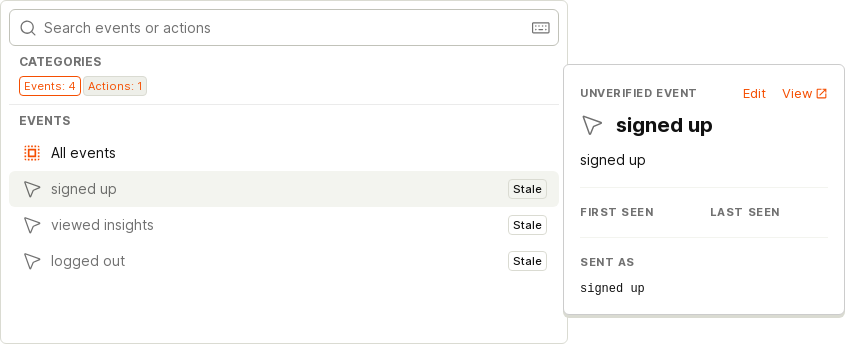 Search events or actions
CATEGORIES
Events: 4 Actions: 1
EVENTS
All events
signed up Stale
viewed insights Stale
logged out Stale
UNVERIFIED EVENT Edit View
signed up
signed up
FIRST SEEN LAST SEEN
SENT AS
signed up